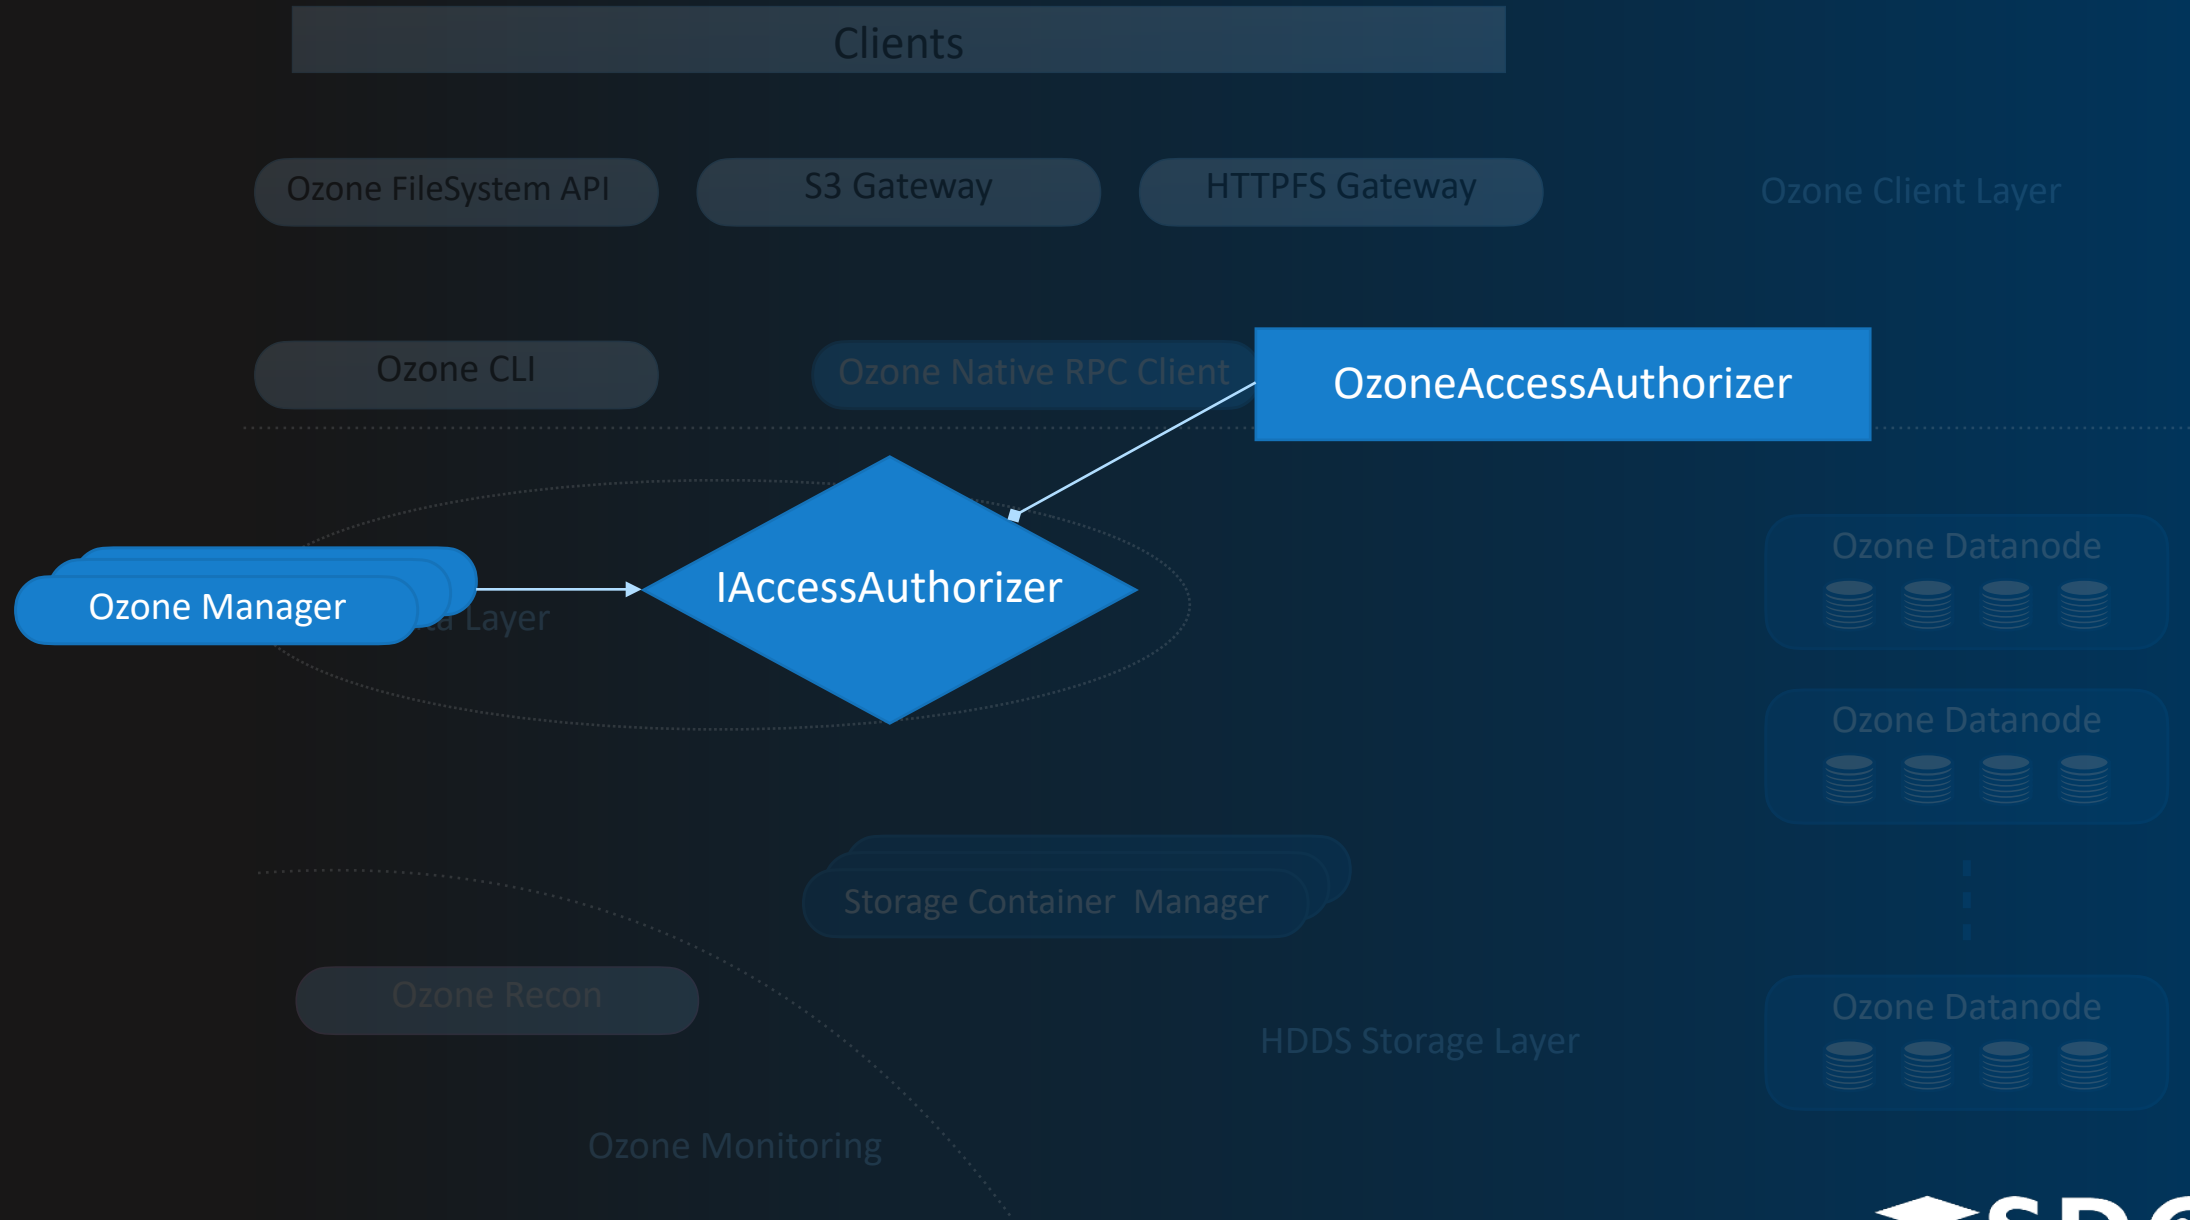 Clients
Ozone FileSystem API
S3 Gateway
HTTPFS Gateway
Ozone Client Layer
Ozone CLI
Ozone Native RPC Client
OzoneAccessAuthorizer
IAccessAuthorizer
Ozone Manager
Layer
Ozone Datanode
Ozone Datanode
Storage Container Manager
Ozone Recon
Ozone Datanode
HDDS Storage Layer
Ozone Monitoring